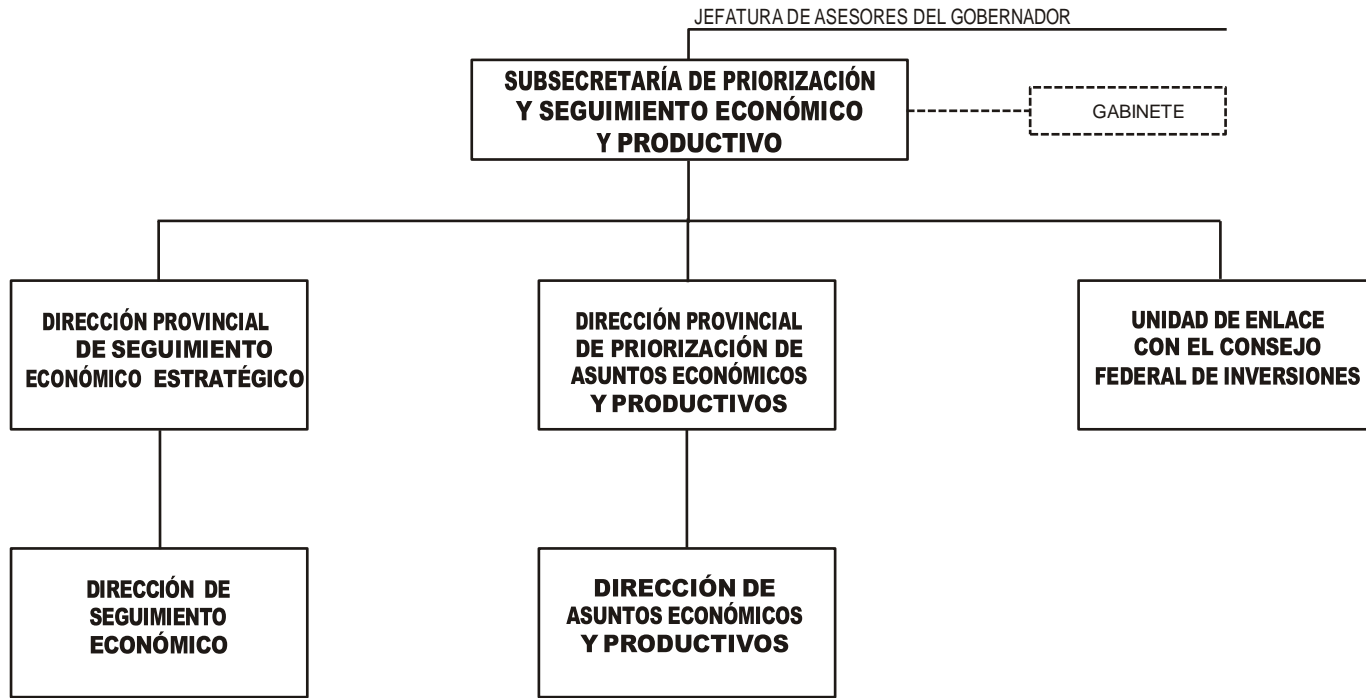 JEFATURA DE ASESORES DEL GOBERNADOR
SUBSECRETARÍA DE PRIORIZACIÓN
Y SEGUIMIENTO ECONÓMICO
Y PRODUCTIVO
GABINETE
DIRECCIÓN PROVINCIAL
DE SEGUIMIENTO
ECONÓMICO ESTRATÉGICO
DIRECCIÓN PROVINCIAL
DE PRIORIZACIÓN DE
ASUNTOS ECONÓMICOS
Y PRODUCTIVOS
UNIDAD DE ENLACE
CON EL CONSEJO
FEDERAL DE INVERSIONES
DIRECCIÓN DE
SEGUIMIENTO
ECONÓMICO
DIRECCIÓN DE
ASUNTOS ECONÓMICOS
Y PRODUCTIVOS